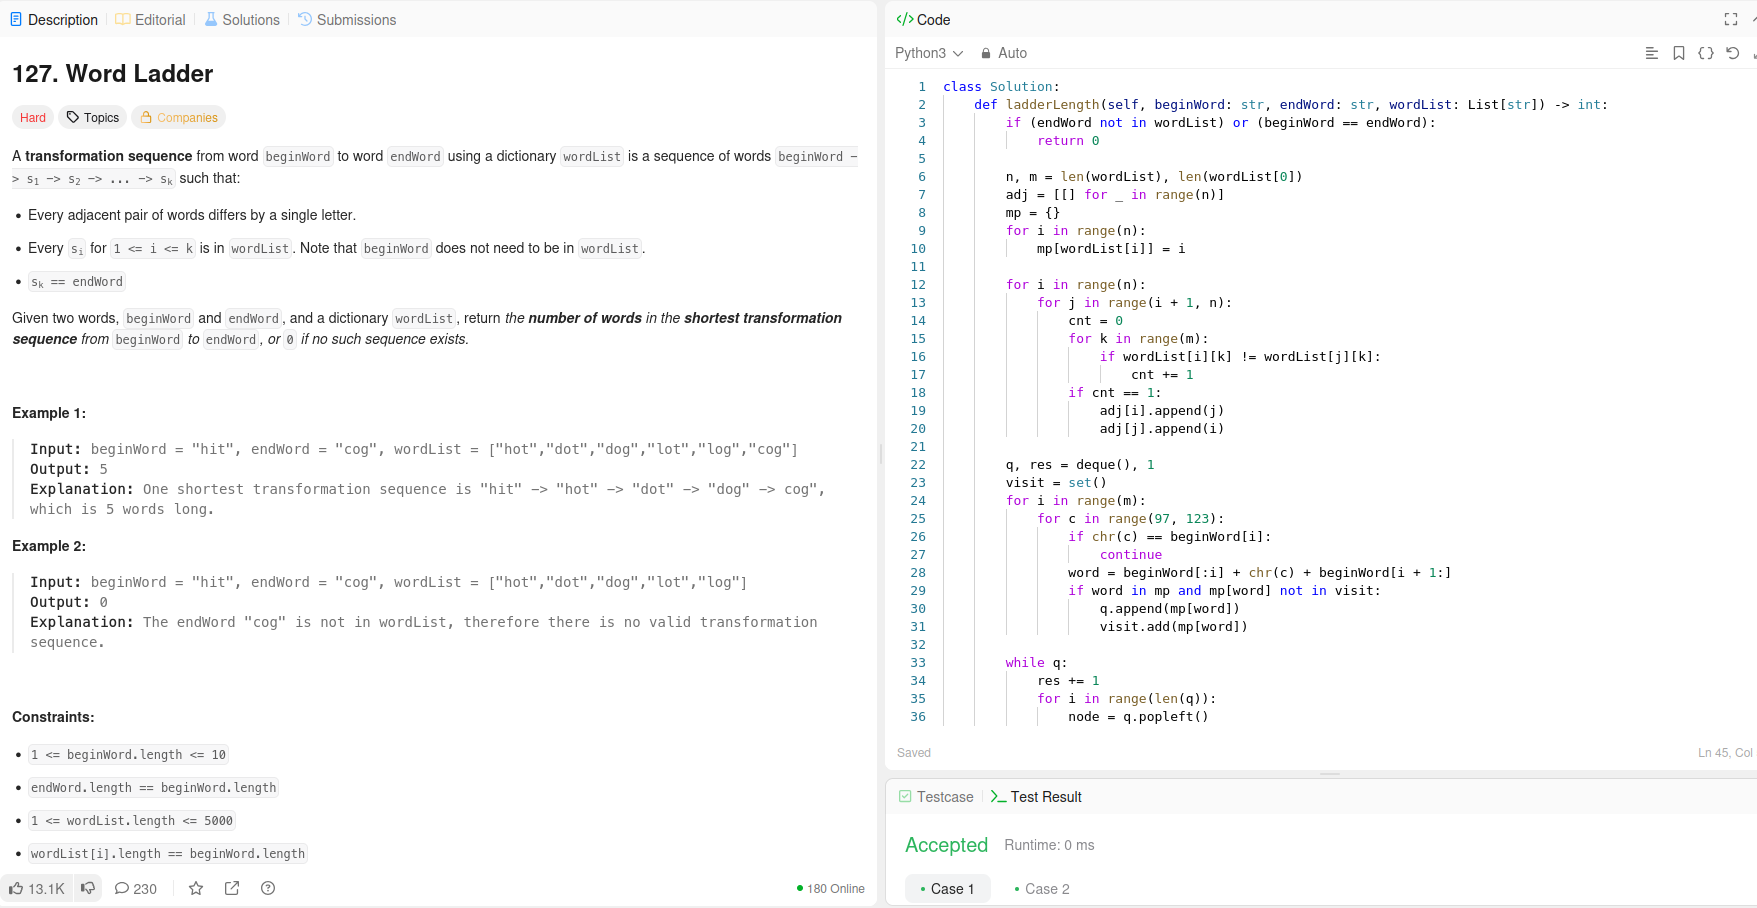 Description
Editorial
Solutions
Submissions
127. Word Ladder
Hard
Topics
Companies
A transformation sequence from word beginWord to word endWord using a dictionary wordList is a sequence of words beginWord -
> s1 -> s2 -> ... -> sk such that:
• Every adjacent pair of words differs by a single letter.
• Every si for 1 <= i <= k is in wordList. Note that beginWord does not need to be in wordList.
• sk == endWord
Given two words, beginWord and endWord, and a dictionary wordList, return the number of words in the shortest transformation
sequence from beginWord to endWord, or 0 if no such sequence exists.
Example 1:
Input: beginWord = "hit", endWord = "cog", wordList = ["hot","dot","dog","lot","log","cog"]
Output: 5
Explanation: One shortest transformation sequence is "hit" -> "hot" -> "dot" -> "dog" -> cog",
which is 5 words long.
Example 2:
Input: beginWord = "hit", endWord = "cog", wordList = ["hot","dot","dog","lot","log"]
Output: 0
Explanation: The endWord "cog" is not in wordList, therefore there is no valid transformation
sequence.
Constraints:
• 1 <= beginWord.length <= 10
• endWord.length == beginWord.length
• 1 <= wordList.length <= 5000
• wordList[i].length == beginWord.length
13.1K
230
180 Online
</> Code
Python3
Auto
1 class Solution:
2     def ladderLength(self, beginWord: str, endWord: str, wordList: List[str]) -> int:
3         if (endWord not in wordList) or (beginWord == endWord):
4             return 0
5
6         n, m = len(wordList), len(wordList[0])
7         adj = [[] for _ in range(n)]
8         mp = {}
9         for i in range(n):
10             mp[wordList[i]] = i
11
12         for i in range(n):
13             for j in range(i + 1, n):
14                 cnt = 0
15                 for k in range(m):
16                     if wordList[i][k] != wordList[j][k]:
17                         cnt += 1
18                 if cnt == 1:
19                     adj[i].append(j)
20                     adj[j].append(i)
21
22         q, res = deque(), 1
23         visit = set()
24         for i in range(m):
25             for c in range(97, 123):
26                 if chr(c) == beginWord[i]:
27                     continue
28                 word = beginWord[:i] + chr(c) + beginWord[i + 1:]
29                 if word in mp and mp[word] not in visit:
30                     q.append(mp[word])
31                     visit.add(mp[word])
32
33         while q:
34             res += 1
35             for i in range(len(q)):
36                 node = q.popleft()
Saved
Ln 45, Col
Testcase
Test Result
Accepted
Runtime: 0 ms
• Case 1
• Case 2